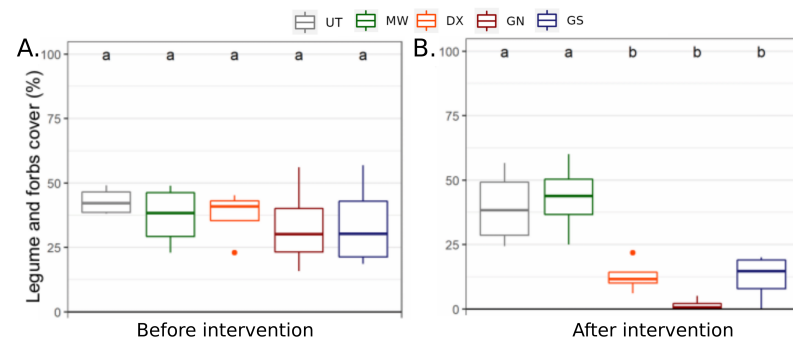 UT MW DX GN GS
A.
B.
Legume and forbs cover (%)
100
75
50
25
0
a a a a a
Before intervention
100
75
50
25
0
a a b b b
After intervention